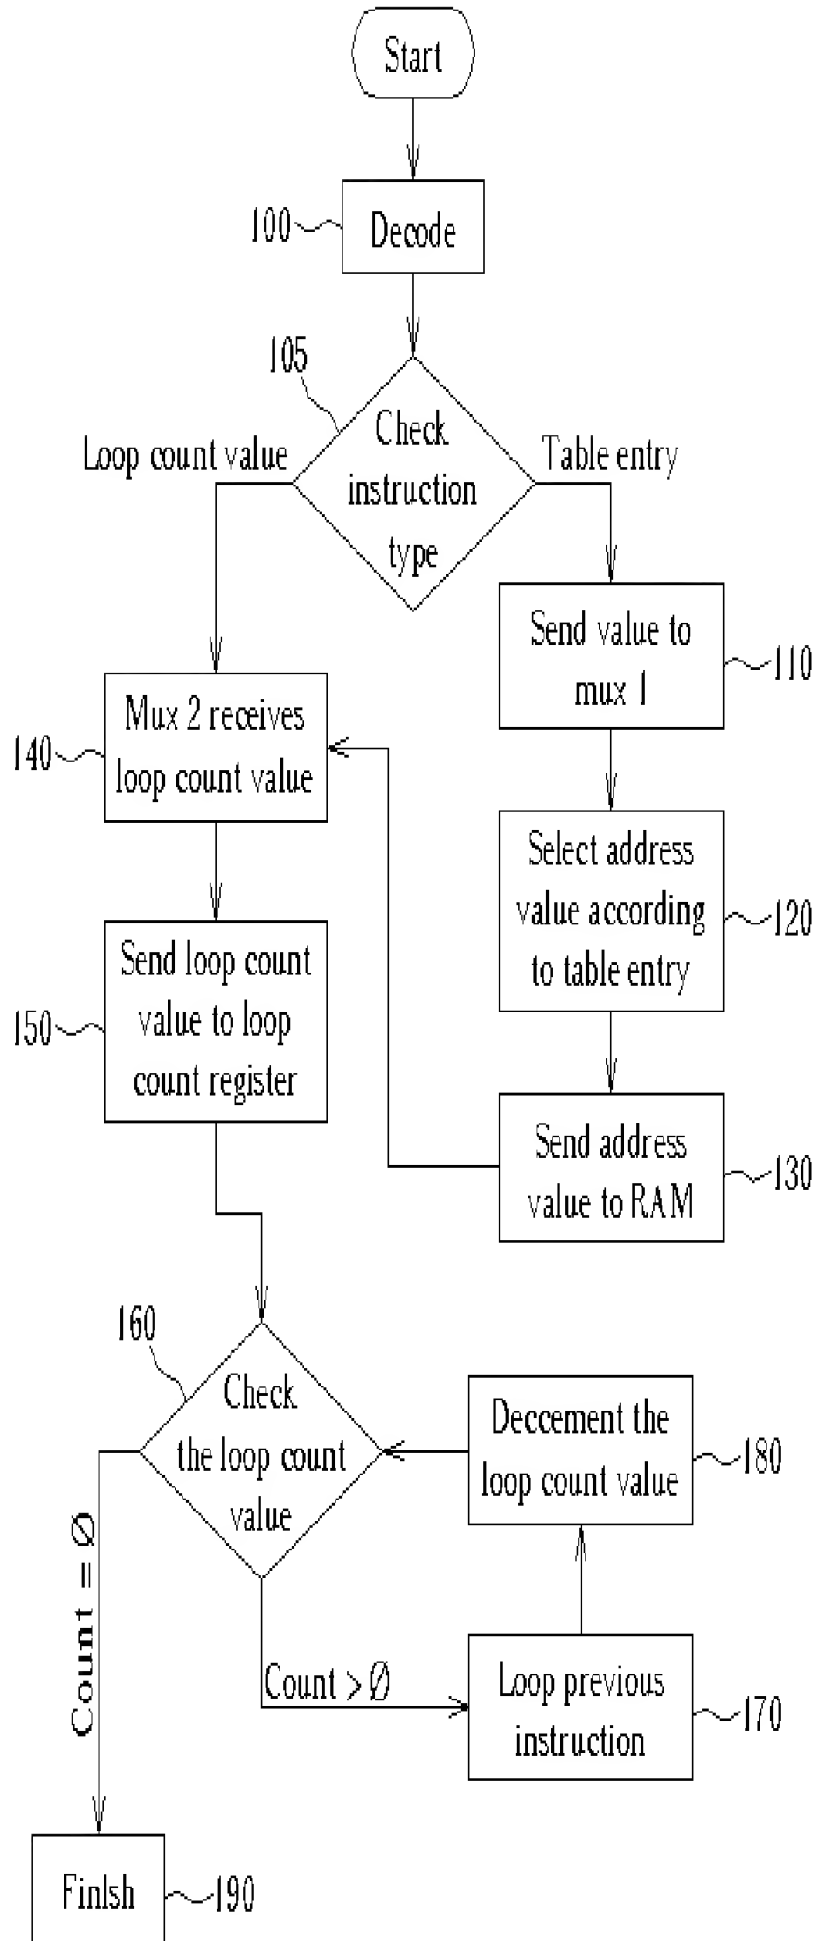 Start
100
Decode
105
Check
instruction
type
Loop count value
Table entry
Send value to
mux 1
110
Mux 2 receives
loop count value
140
Select address
value according
to table entry
120
Send loop count
value to loop
count register
150
Send address
value to RAM
130
160
Check
the loop count
value
Deccement the
loop count value
180
Count = Ø
Count > Ø
Loop previous
instruction
170
Finlsh
190